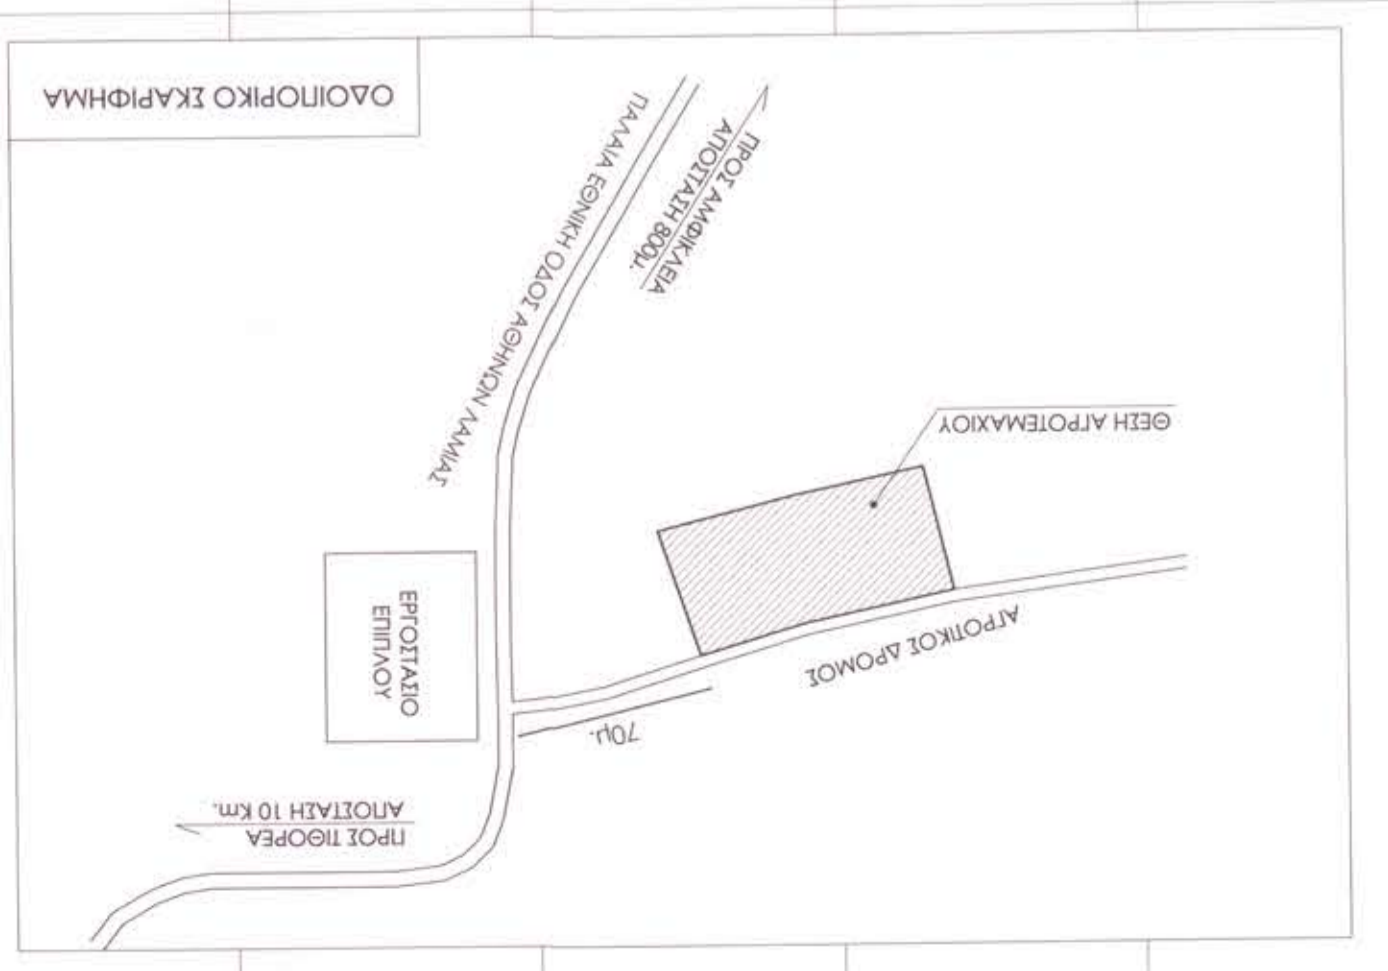 ΟΔΟΙΠΟΡΙΚΟ ΣΚΑΡΙΦΗΜΑ
ΠΑΛΑΙΑ ΕΘΝΙΚΗ ΟΔΟΣ ΑΘΗΝΩΝ ΛΑΜΙΑΣ
ΠΡΟΣ ΑΜΦΙΚΛΕΙΑ
ΑΠΟΣΤΑΣΗ 800μ.
ΘΕΣΗ ΑΓΡΟΤΕΜΑΧΙΟΥ
ΕΡΓΟΣΤΑΣΙΟ
ΕΠΙΠΛΟΥ
ΑΓΡΟΤΙΚΟΣ ΔΡΟΜΟΣ
70μ.
ΠΡΟΣ ΤΙΘΟΡΕΑ
ΑΠΟΣΤΑΣΗ 10 Km.